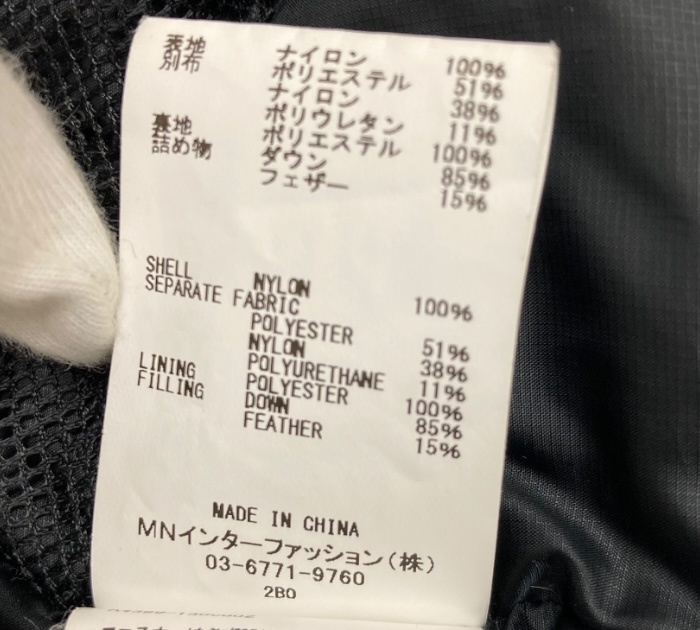 表地 ナイロン 100%
別布 ポリエステル 51%
ナイロン 38%
ポリウレタン 11%
裏地 ポリエステル 100%
詰め物 ダウン 85%
フェザー 15%
SHELL NYLON 100%
SEPARATE FABRIC
POLYESTER 51%
NYLON 38%
POLYURETHANE 11%
LINING POLYESTER 100%
FILLING DOWN 85%
FEATHER 15%
MADE IN CHINA
MNインターファッション(株)
03-6771-9760
2B0